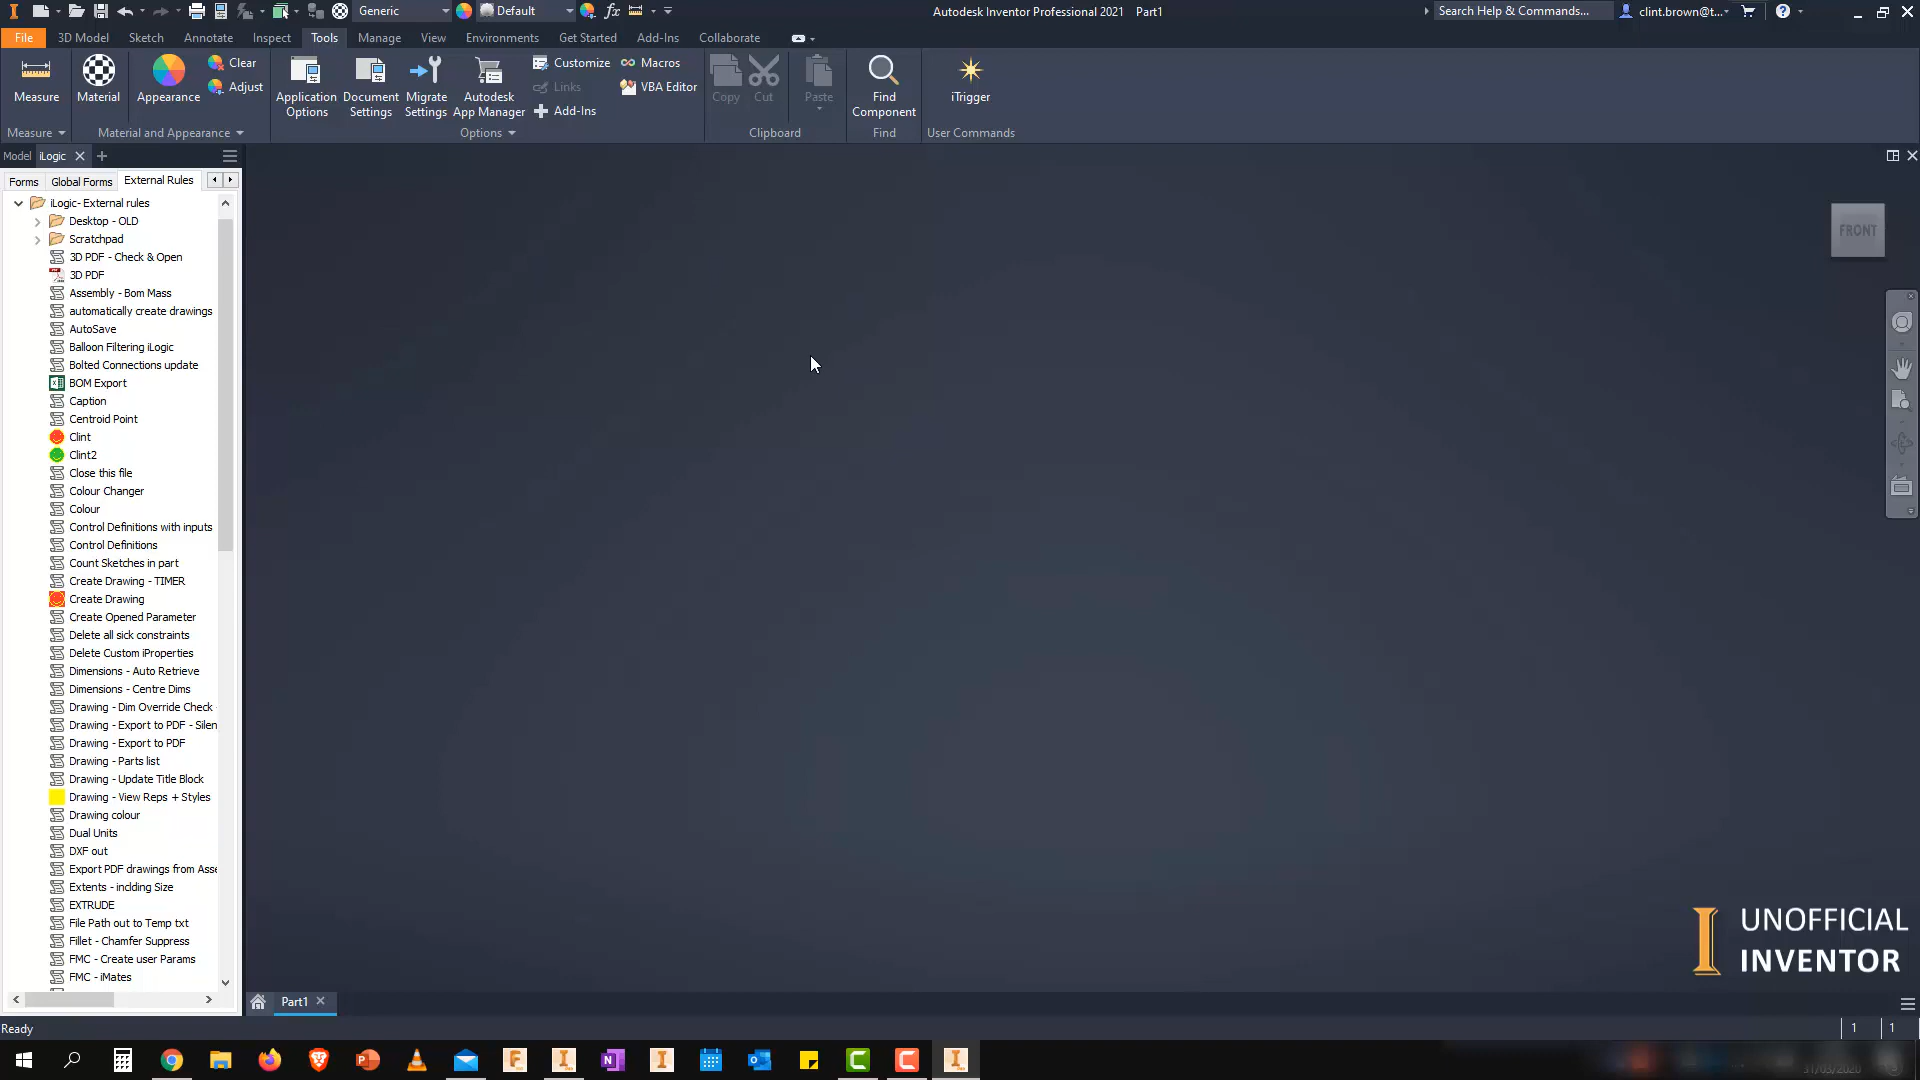 Generic
Default
fx
Autodesk Inventor Professional 2021 Part1
Search Help & Commands...
clint.brown@t...
File 3D Model Sketch Annotate Inspect Tools Manage View Environments Get Started Add-Ins Collaborate
Measure
Material
Appearance
Clear
Adjust
Application Options
Document Settings
Migrate Settings
Autodesk App Manager
Customize
Links
Add-Ins
Macros
VBA Editor
Copy
Cut
Paste
Find Component
iTrigger
Measure
Material and Appearance
Options
Clipboard
Find
User Commands
Model iLogic
Forms Global Forms External Rules
iLogic- External rules
Desktop - OLD
Scratchpad
3D PDF - Check & Open
3D PDF
Assembly - Bom Mass
automatically create drawings
AutoSave
Balloon Filtering iLogic
Bolted Connections update
BOM Export
Caption
Centroid Point
Clint
Clint2
Close this file
Colour Changer
Colour
Control Definitions with inputs
Control Definitions
Count Sketches in part
Create Drawing - TIMER
Create Drawing
Create Opened Parameter
Delete all sick constraints
Delete Custom iProperties
Dimensions - Auto Retrieve
Dimensions - Centre Dims
Drawing - Dim Override Check
Drawing - Export to PDF - Silen
Drawing - Export to PDF
Drawing - Parts list
Drawing - Update Title Block
Drawing - View Reps + Styles
Drawing colour
Dual Units
DXF out
Export PDF drawings from Asse
Extents - inclding Size
EXTRUDE
File Path out to Temp txt
Fillet - Chamfer Suppress
FMC - Create user Params
FMC - iMates
FRONT
UNOFFICIAL
INVENTOR
Part1
Ready
1 1
31/03/2020